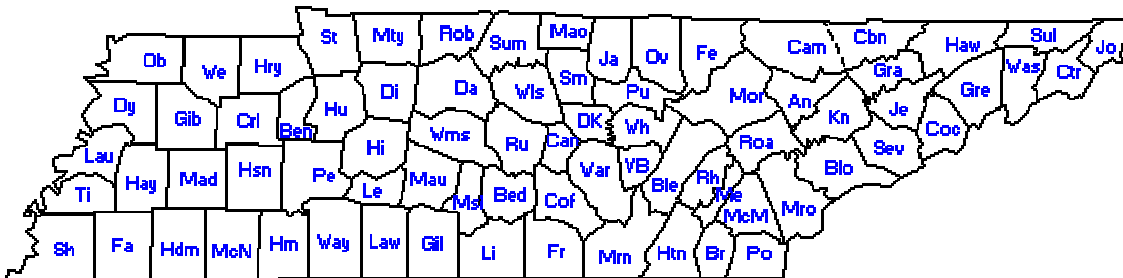 St Mty Rob Sum Mao Ja Ov Fe Cam Cbn Haw Sul Jo
Ob We Hry Hu Di Da Wls Sm Pu Mor An Gra Je Gre Was Ctr
Dy Gib Crl Ben Wms Ru DK Can Wh Roa Kn Coc
Lau Hay Mad Hsn Pe Hi Mau War VB Rh Blo Sev
Ti Le Msl Bed Cof Ble Me McM Mro
Sh Fa Hdm McN Hm Way Law Gil Li Fr Mrn Htn Br Po